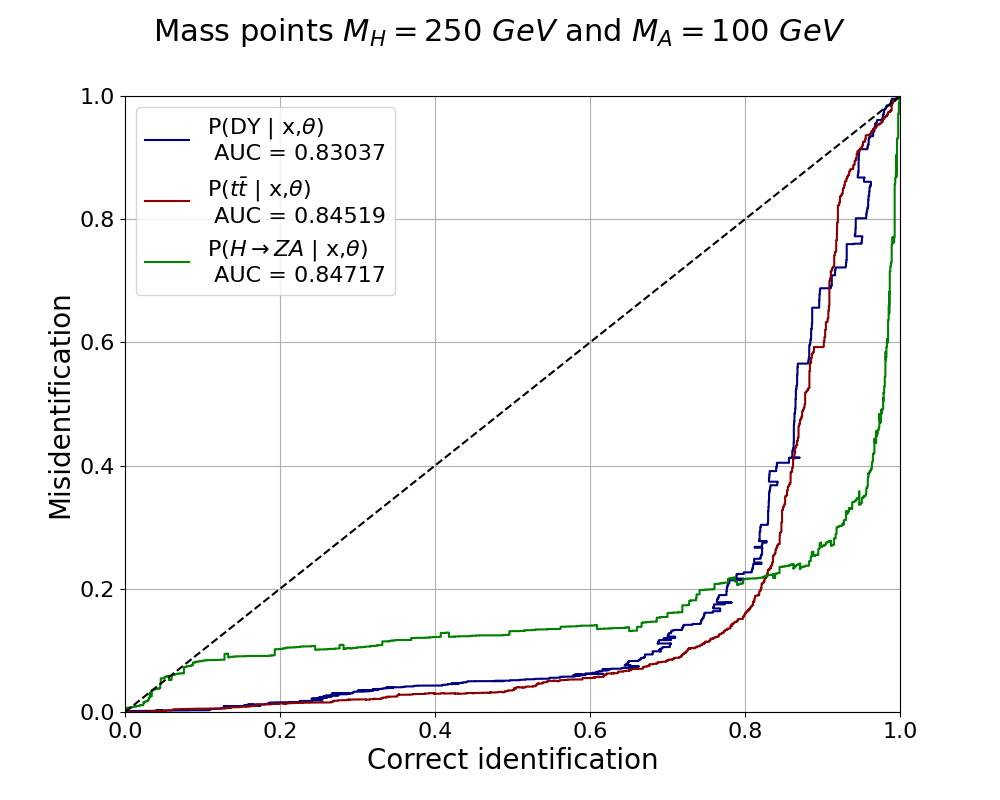 Mass points M_H = 250 GeV and M_A = 100 GeV
P(DY | x,θ)
AUC = 0.83037
P(tt̄ | x,θ)
AUC = 0.84519
P(H → ZA | x,θ)
AUC = 0.84717
1.0
0.8
0.6
0.4
0.2
0.0
Misidentification
0.0 0.2 0.4 0.6 0.8 1.0
Correct identification